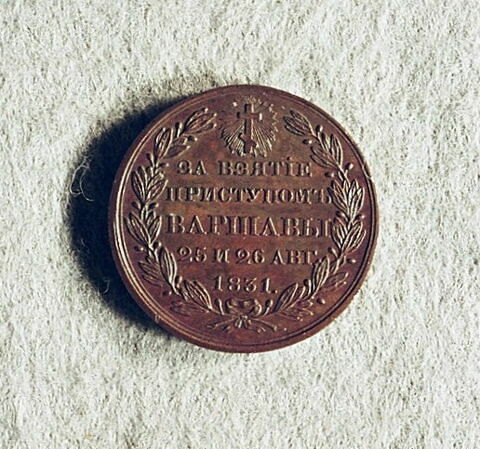 ЗА ВЗЯТІЕ
ПРИСТУПОМЪ
ВАРШАВЫ
25 И 26 АВГ.
1831.